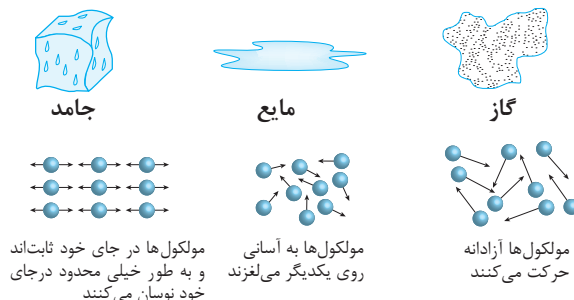 گاز
مایع
جامد
مولکول‌ها آزادانه
حرکت می‌کنند
مولکول‌ها به آسانی
روی یکدیگر می‌لغزند
مولکول‌ها در جای خود ثابت‌اند
و به طور خیلی محدود درجای
خود نوسان می‌کنند